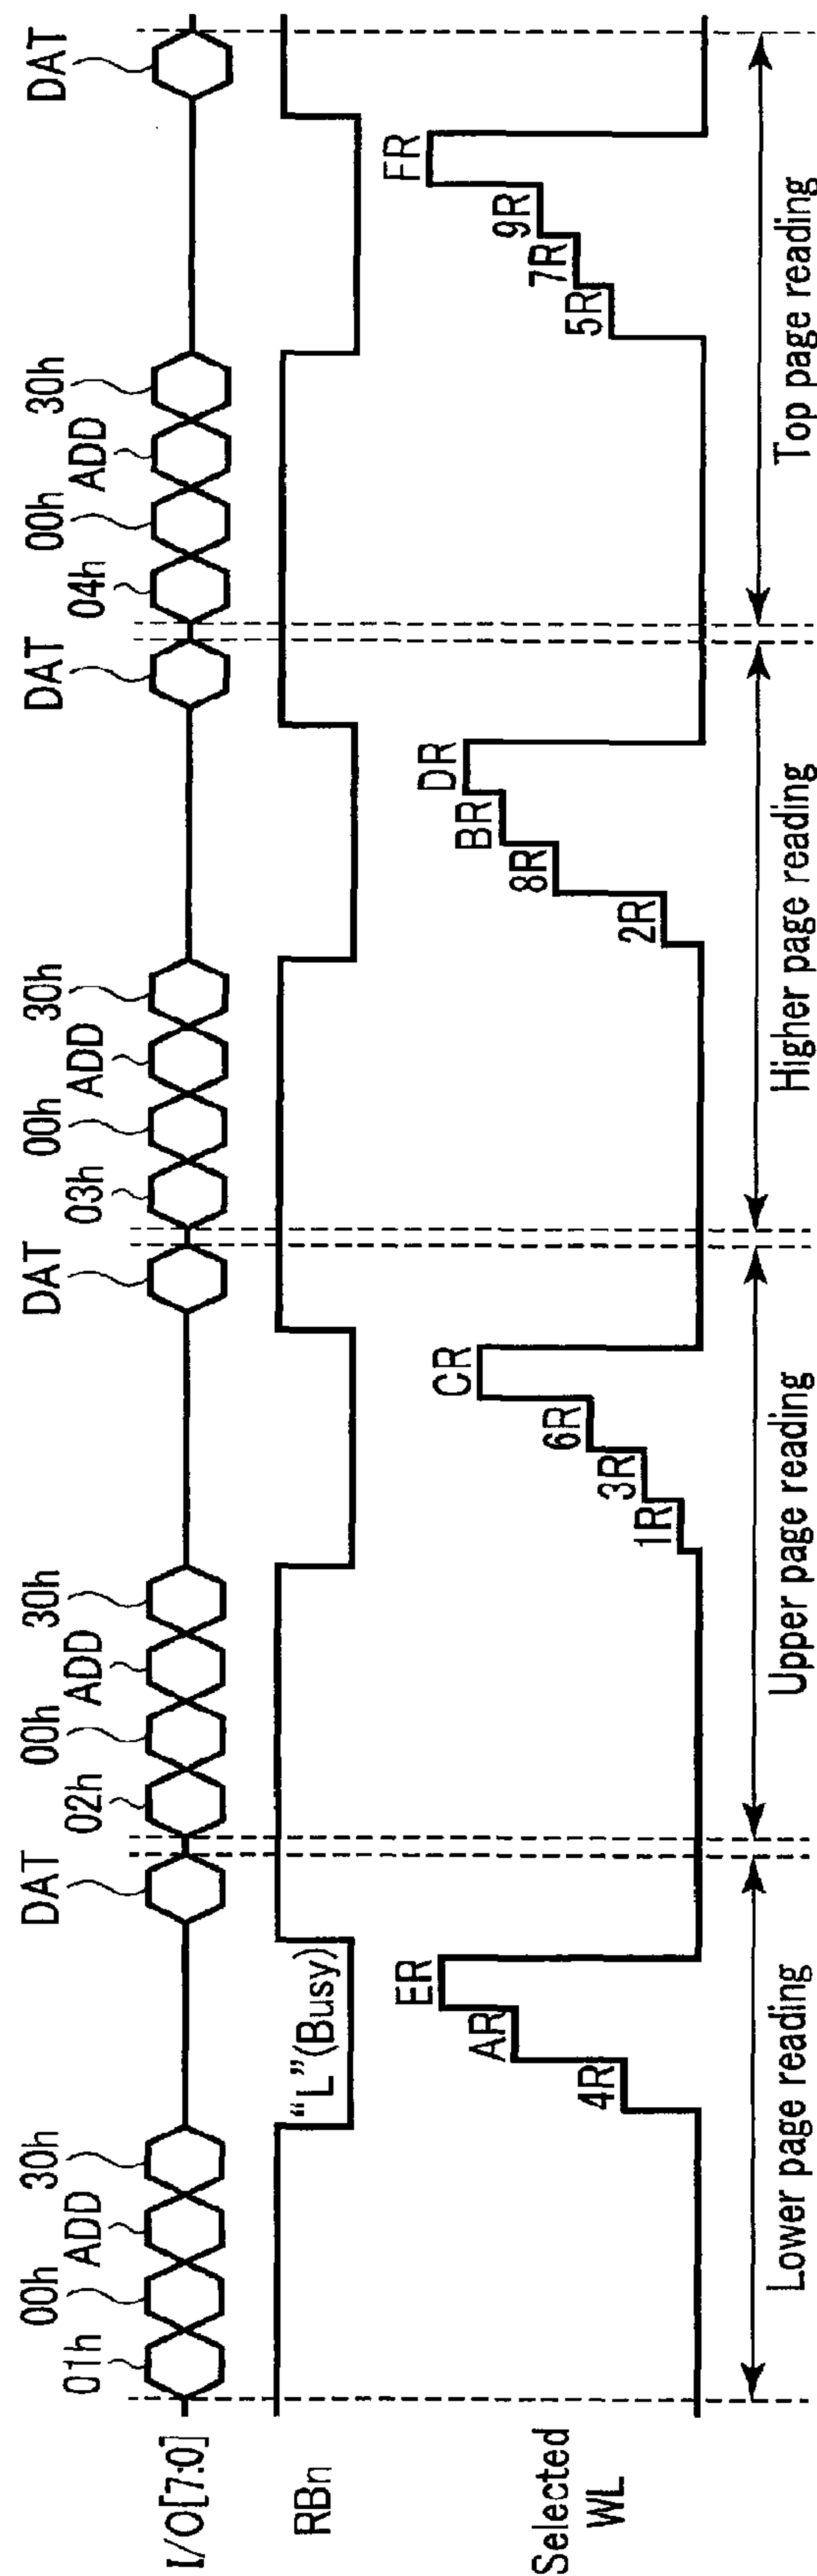 I/O[7:0]
01h
00h
ADD
30h
DAT
02h
00h
ADD
30h
DAT
03h
00h
ADD
30h
DAT
04h
00h
ADD
30h
DAT
RBn
“L”(Busy)
Selected
WL
4R
AR
ER
1R
3R
6R
CR
2R
8R
BR
DR
5R
7R
9R
FR
Lower page reading
Upper page reading
Higher page reading
Top page reading